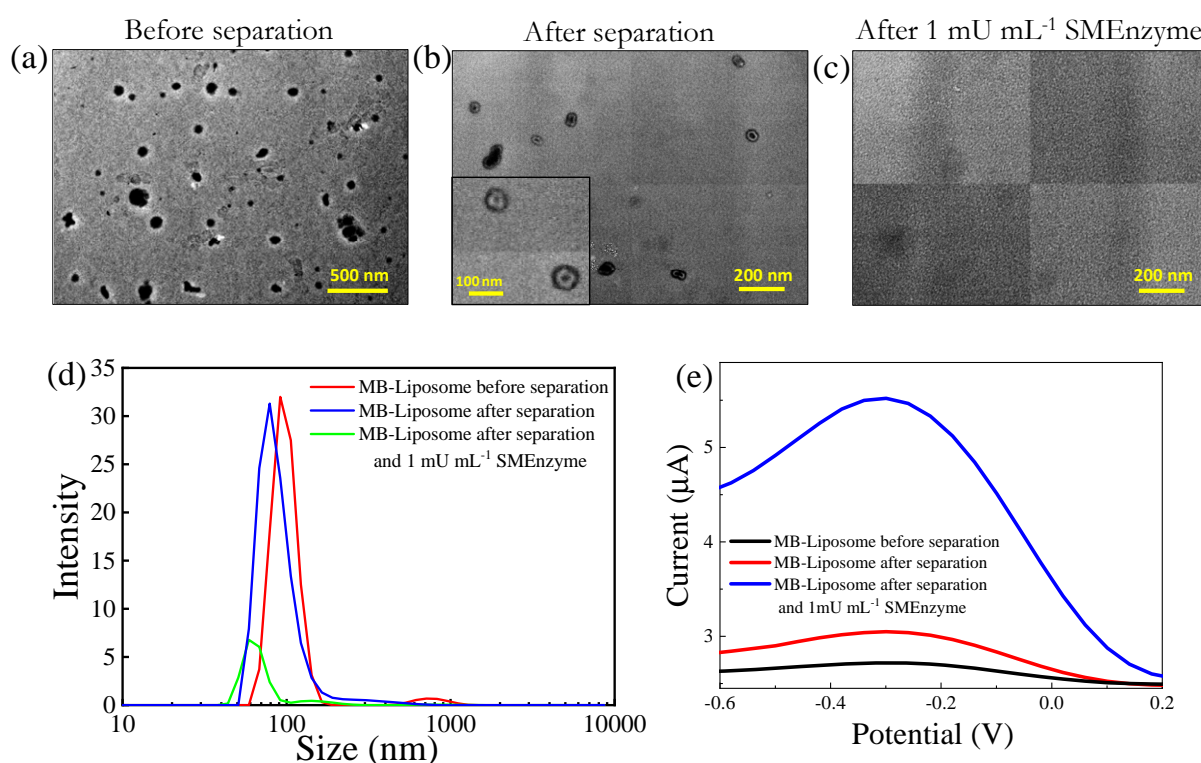 Before separation
After separation
After 1 mU mL⁻¹ SMEnzyme
(a)
(b)
(c)
500 nm
100 nm
200 nm
200 nm
(d)
35
30
25
20
15
10
5
0
Intensity
MB-Liposome before separation
MB-Liposome after separation
MB-Liposome after separation
and 1 mU mL⁻¹ SMEnzyme
10
100
1000
10000
Size (nm)
(e)
5
4
3
Current (µA)
MB-Liposome before separation
MB-Liposome after separation
MB-Liposome after separation
and 1mU mL⁻¹ SMEnzyme
-0.6
-0.4
-0.2
0.0
0.2
Potential (V)